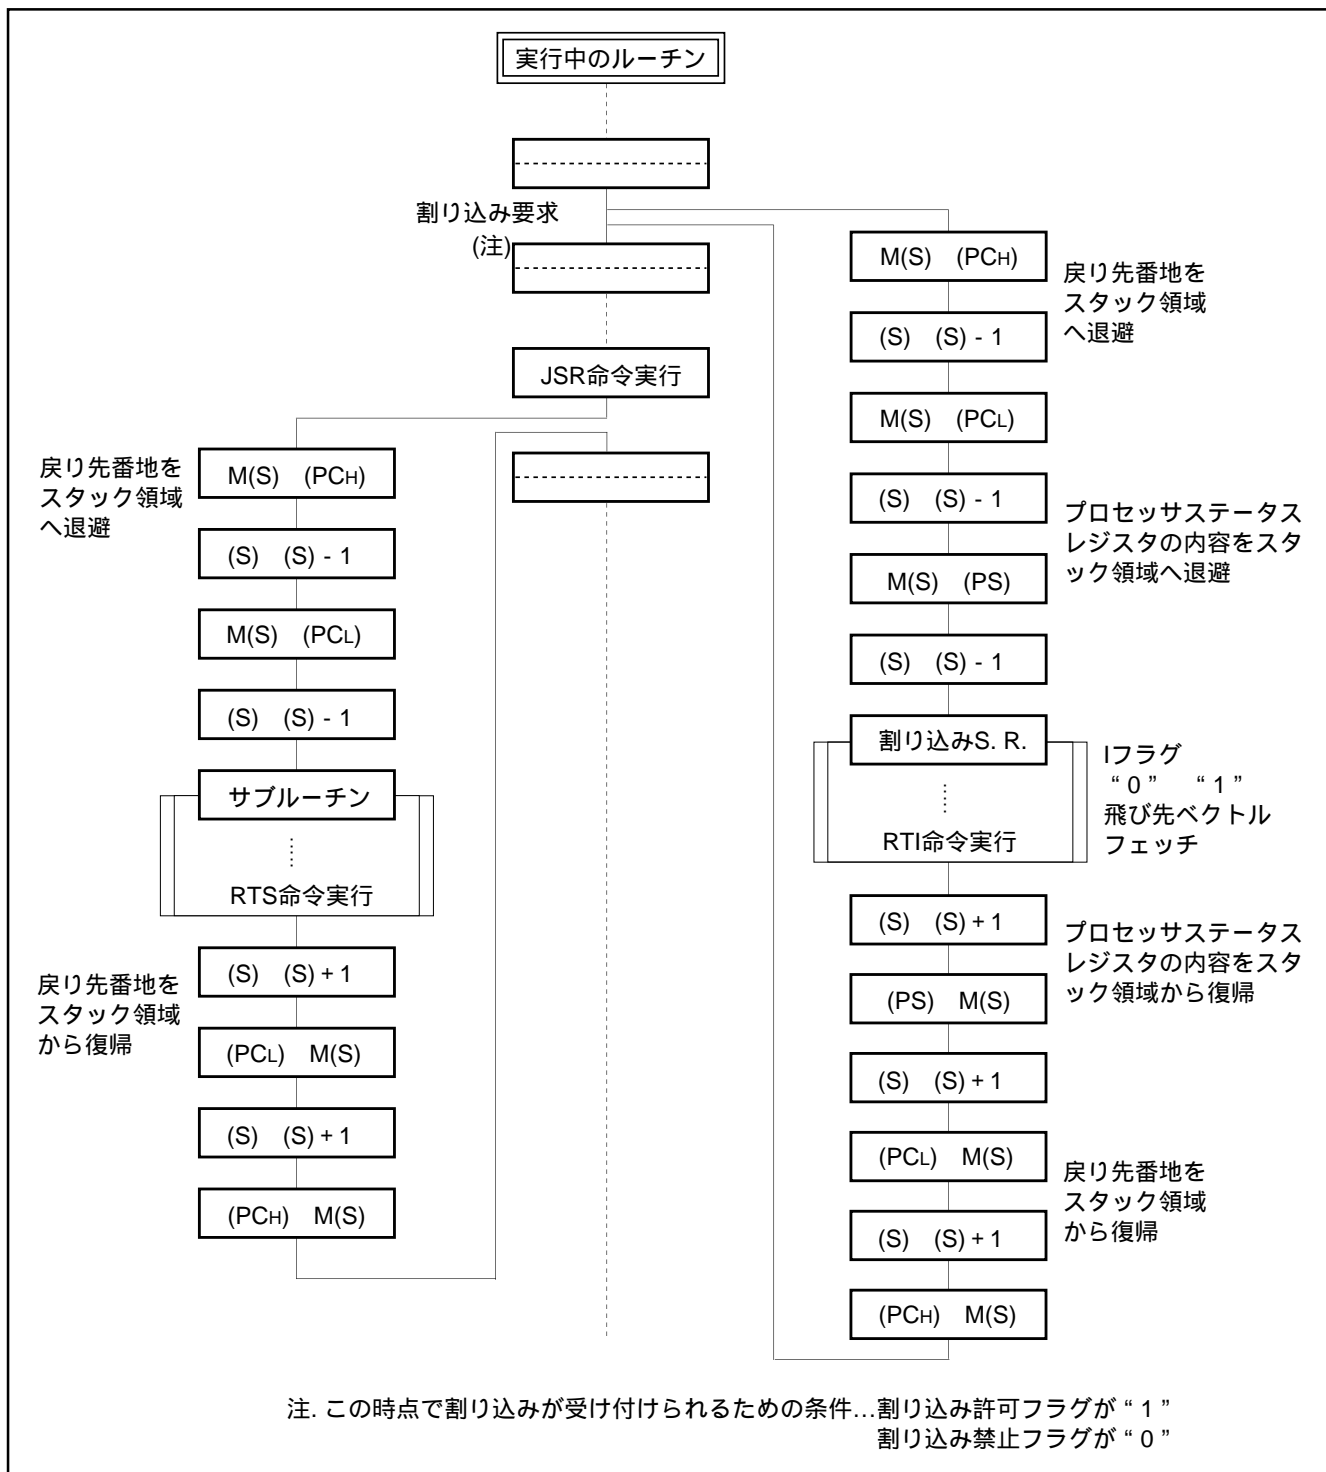 実行中のルーチン
割り込み要求
(注)
JSR命令実行
戻り先番地を
スタック領域
へ退避
M(S) (PCH)
(S) (S) - 1
M(S) (PCL)
(S) (S) - 1
サブルーチン
RTS命令実行
戻り先番地を
スタック領域
から復帰
(S) (S) + 1
(PCL) M(S)
(S) (S) + 1
(PCH) M(S)
M(S) (PCH)
(S) (S) - 1
M(S) (PCL)
(S) (S) - 1
M(S) (PS)
(S) (S) - 1
戻り先番地を
スタック領域
へ退避
プロセッサステータス
レジスタの内容をスタ
ック領域へ退避
割り込みS. R.
RTI命令実行
Iフラグ
“ 0 ” “ 1 ”
飛び先ベクトル
フェッチ
(S) (S) + 1
(PS) M(S)
(S) (S) + 1
(PCL) M(S)
(S) (S) + 1
(PCH) M(S)
プロセッサステータス
レジスタの内容をスタ
ック領域から復帰
戻り先番地を
スタック領域
から復帰
注. この時点で割り込みが受け付けられるための条件…割り込み許可フラグが “ 1 ”
割り込み禁止フラグが “ 0 ”